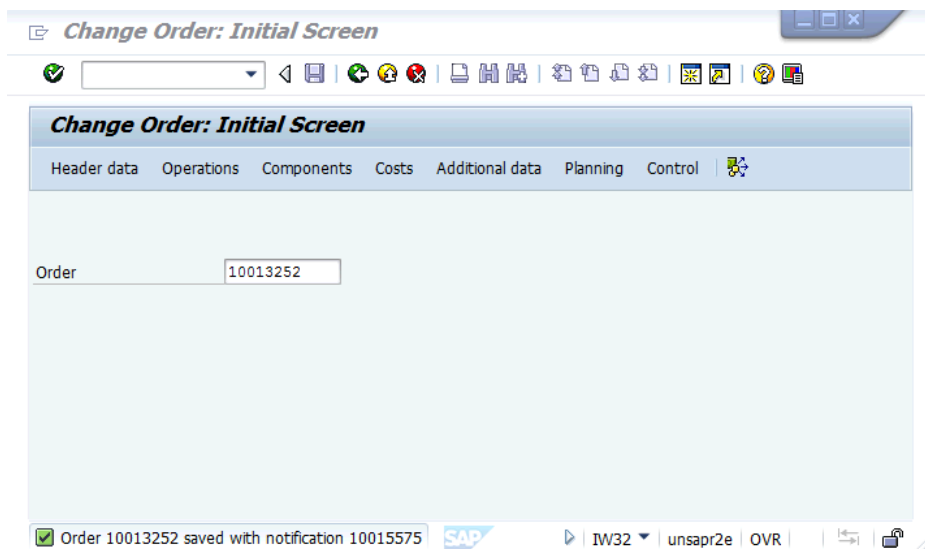 Change Order: Initial Screen
Change Order: Initial Screen
Header data Operations Components Costs Additional data Planning Control
Order 10013252
Order 10013252 saved with notification 10015575 SAP IW32 unsapr2e OVR